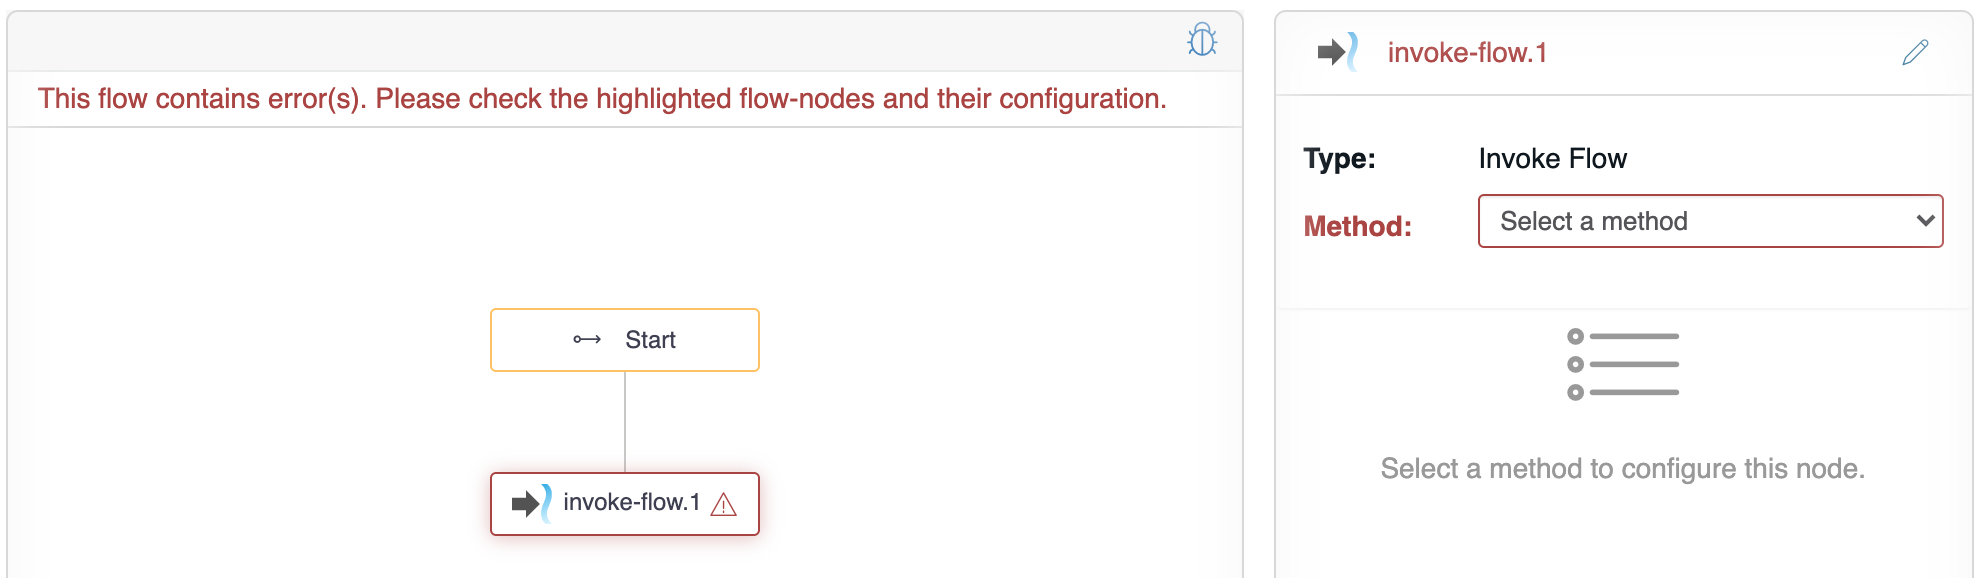 This flow contains error(s). Please check the highlighted flow-nodes and their configuration.
Start
invoke-flow.1
invoke-flow.1
Type: Invoke Flow
Method: Select a method
Select a method to configure this node.